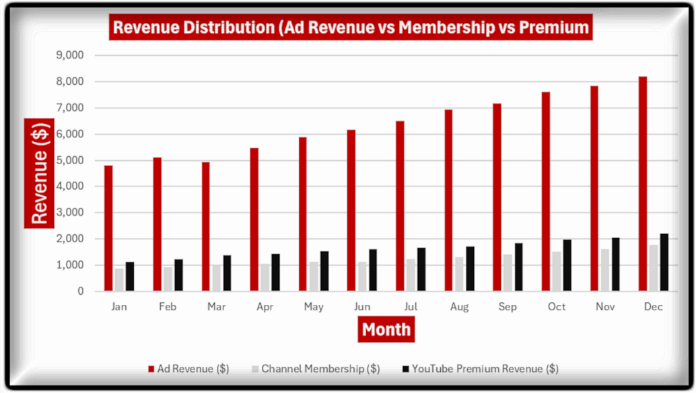 Revenue Distribution (Ad Revenue vs Membership vs Premium
9,000
8,000
7,000
6,000
5,000
4,000
3,000
2,000
1,000
0
Revenue ($)
Jan Feb Mar Apr May Jun Jul Aug Sep Oct Nov Dec
Month
Ad Revenue ($) Channel Membership ($) YouTube Premium Revenue ($)